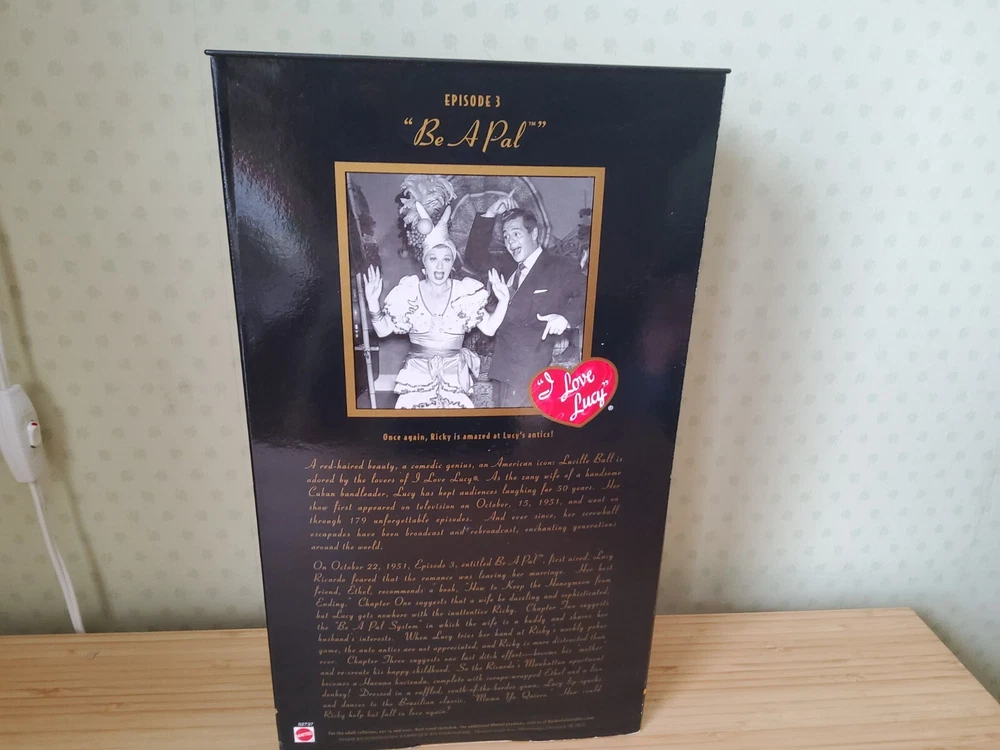 EPISODE 3
"Be A Pal™"
"I Love Lucy"®
Once again, Ricky is amazed at Lucy's antics!
A red-haired beauty, a comedic genius, an American icon: Lucille Ball is
adored by the lovers of I Love Lucy®. As the zany wife of a handsome
Cuban bandleader, Lucy has kept audiences laughing for 50 years. Her
show first appeared on television on October, 15, 1951, and went on
through 179 unforgettable episodes. And ever since, her screwball
escapades have been broadcast and rebroadcast, enchanting generations
around the world.
On October 22, 1951, Episode 3, entitled Be A Pal™, first aired. Lucy
Ricardo feared that the romance was leaving her marriage. Her best
friend, Ethel, recommends a book, "How to Keep the Honeymoon from
Ending." Chapter One suggests that a wife be dazzling and sophisticated,
but Lucy gets nowhere with the inattentive Ricky. Chapter Two suggests
the "Be A Pal System" in which the wife is a buddy and shares her
husband's interests. When Lucy tries her hand at Ricky's weekly poker
game, the antics are not appreciated, and Ricky is more distracted than
ever. Chapter Three suggests one last ditch effort—become his "mother"
and re-create his happy childhood. So the Ricardo's Manhattan apartment
becomes a Havana hacienda, complete with serape-wrapped Ethel and a live
donkey! Dressed in a ruffled, south-of-the-border gown, Lucy lip-synchs
and dances to the Brazilian classic, "Mama Yo Quiero." How could
Ricky help but fall in love again?
52737
MATTEL